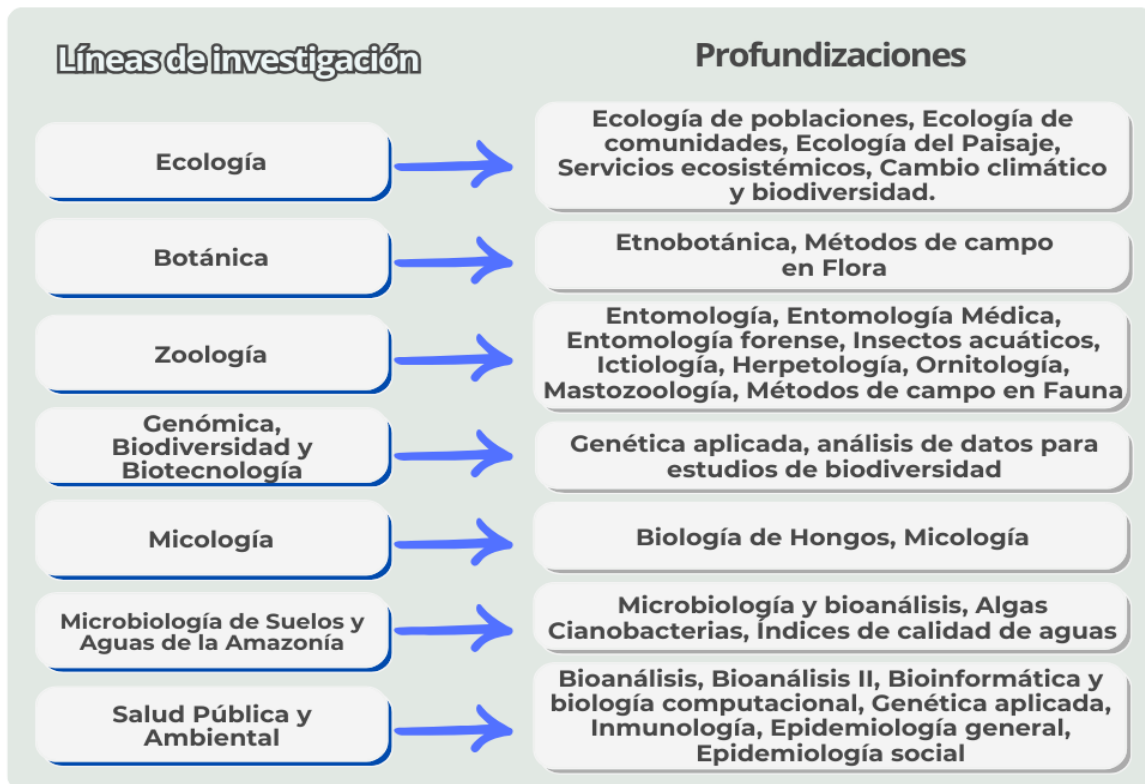 Líneas de investigación
Profundizaciones
Ecología
Ecología de poblaciones, Ecología de
comunidades, Ecología del Paisaje,
Servicios ecosistémicos, Cambio climático
y biodiversidad.
Botánica
Etnobotánica, Métodos de campo
en Flora
Zoología
Entomología, Entomología Médica,
Entomología forense, Insectos acuáticos,
Ictiología, Herpetología, Ornitología,
Mastozoología, Métodos de campo en Fauna
Genómica,
Biodiversidad y
Biotecnología
Genética aplicada, análisis de datos para
estudios de biodiversidad
Micología
Biología de Hongos, Micología
Microbiología de Suelos y
Aguas de la Amazonía
Microbiología y bioanálisis, Algas
Cianobacterias, Índices de calidad de aguas
Salud Pública y
Ambiental
Bioanálisis, Bioanálisis II, Bioinformática y
biología computacional, Genética aplicada,
Inmunología, Epidemiología general,
Epidemiología social